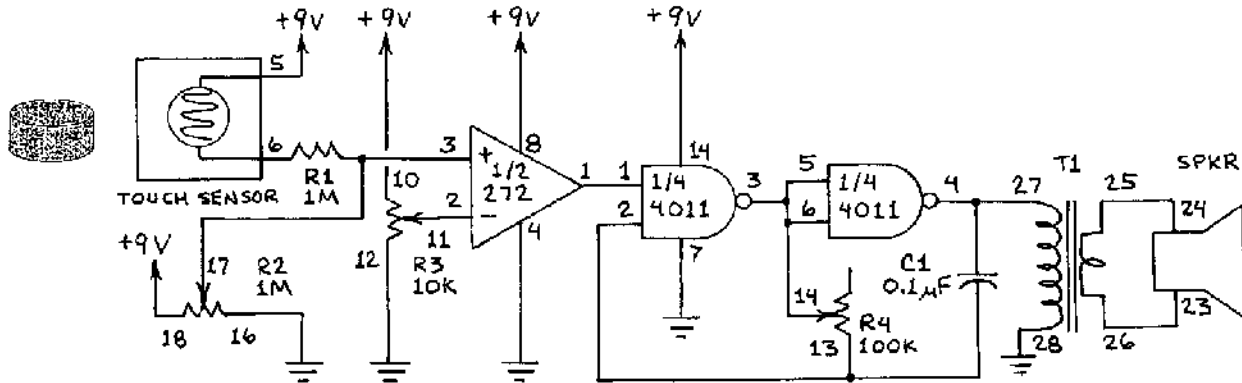 +9V
+9V
+9V
+9V
5
6
R1
1M
TOUCH SENSOR
+9V
17
R2
1M
18
16
10
11
12
R3
10K
3
+
8
1/2
272
1
2
-
4
1
14
1/4
4011
2
7
3
5
6
1/4
4011
4
14
R4
100K
13
C1
0.1µF
27
T1
25
SPKR
24
23
28
26